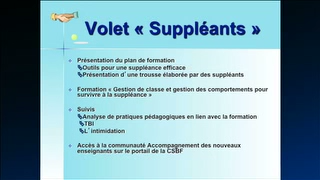 Volet « Suppléants »
Présentation du plan de formation
Outils pour une suppléance efficace
Présentation d´une trousse élaborée par des suppléants
Formation « Gestion de classe et gestion des comportements pour
survivre à la suppléance »
Suivis
Analyse de pratiques pédagogiques en lien avec la formation
TBI
L´intimidation
Accès à la communauté Accompagnement des nouveaux
enseignants sur le portail de la CSBF